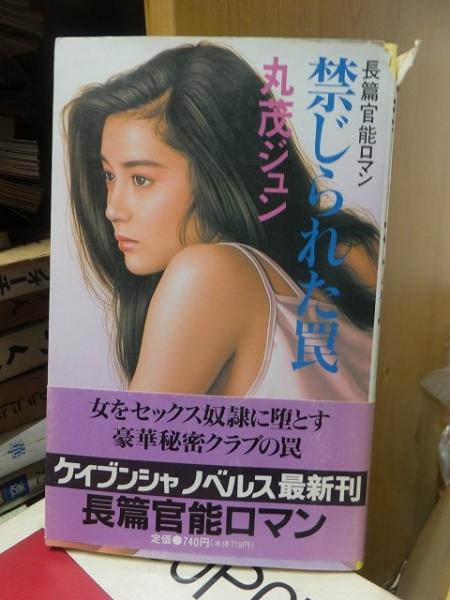 長篇官能ロマン
禁じられた罠
丸茂ジュン
女をセックス奴隷に堕とす
豪華秘密クラブの罠
ケイブンシャノベルス最新刊
長篇官能ロマン
定価●740円(本体718円)